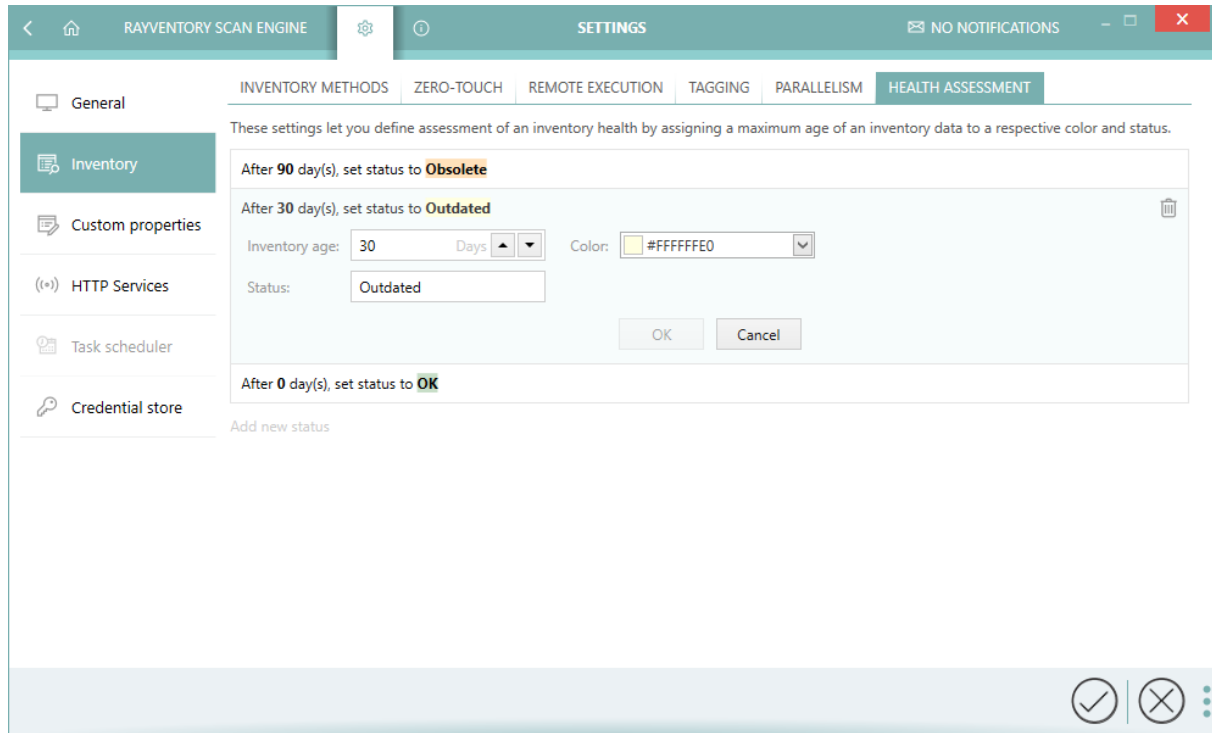 RAYVENTORY SCAN ENGINE SETTINGS NO NOTIFICATIONS
INVENTORY METHODS ZERO-TOUCH REMOTE EXECUTION TAGGING PARALLELISM HEALTH ASSESSMENT
General
Inventory
Custom properties
HTTP Services
Task scheduler
Credential store
These settings let you define assessment of an inventory health by assigning a maximum age of an inventory data to a respective color and status.
After 90 day(s), set status to Obsolete
After 30 day(s), set status to Outdated
Inventory age: 30 Days Color: #FFFFFFE0
Status: Outdated
OK Cancel
After 0 day(s), set status to OK
Add new status